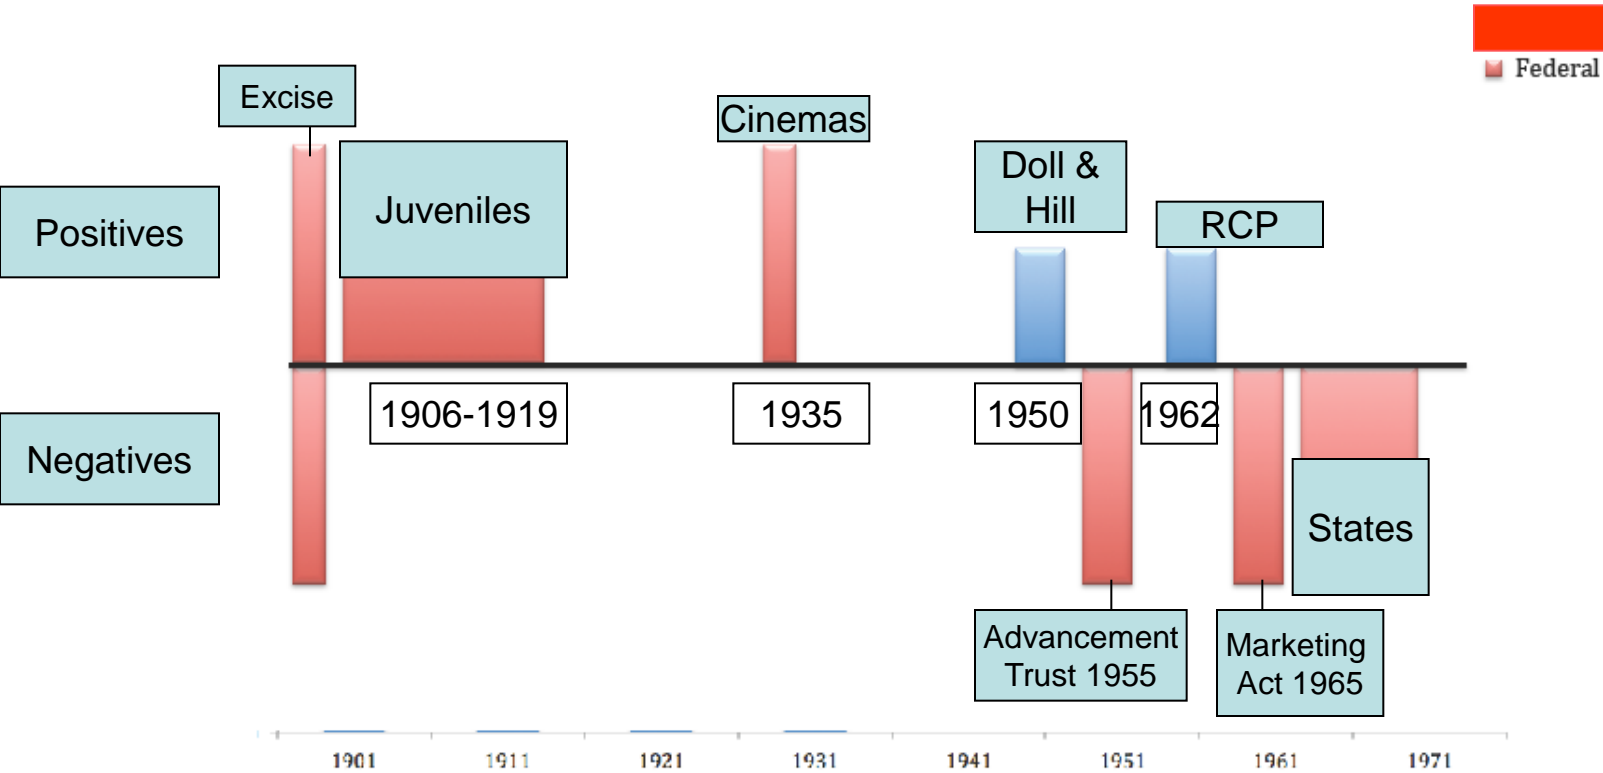 Federal
Excise
Cinemas
Juveniles
Doll &
Hill
RCP
Positives
1906-1919
1935
1950
1962
Negatives
States
Advancement
Trust 1955
Marketing
Act 1965
1901
1911
1921
1931
1941
1951
1961
1971